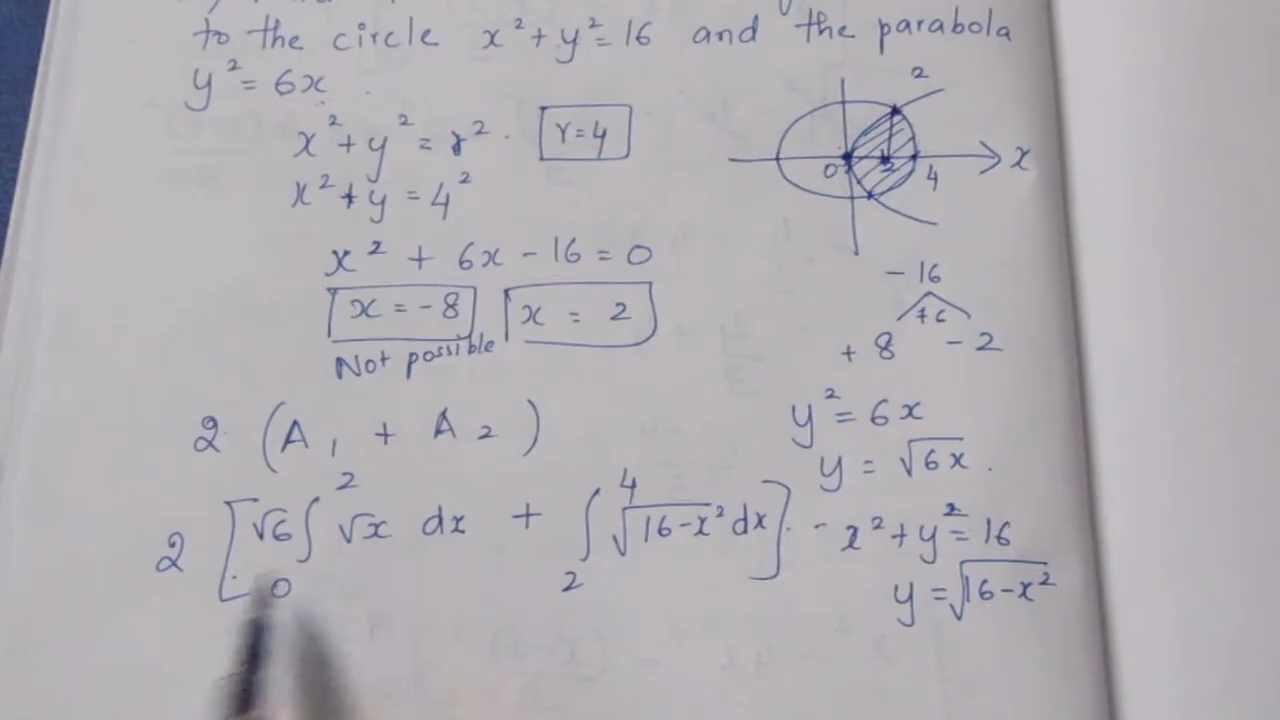 to the circle x²+y²=16 and the parabola
y²=6x
x²+y²=r². r=4
x²+y=4²
x²+6x-16=0
x=-8 x=2
Not possible
2
0 2 4 x
-16
+8 -2
2 (A₁ + A₂)
y²=6x
y=√6x.
2 [√6∫₀² √x dx + ∫₂⁴ √16-x² dx].
x²+y²=16
y=√16-x²